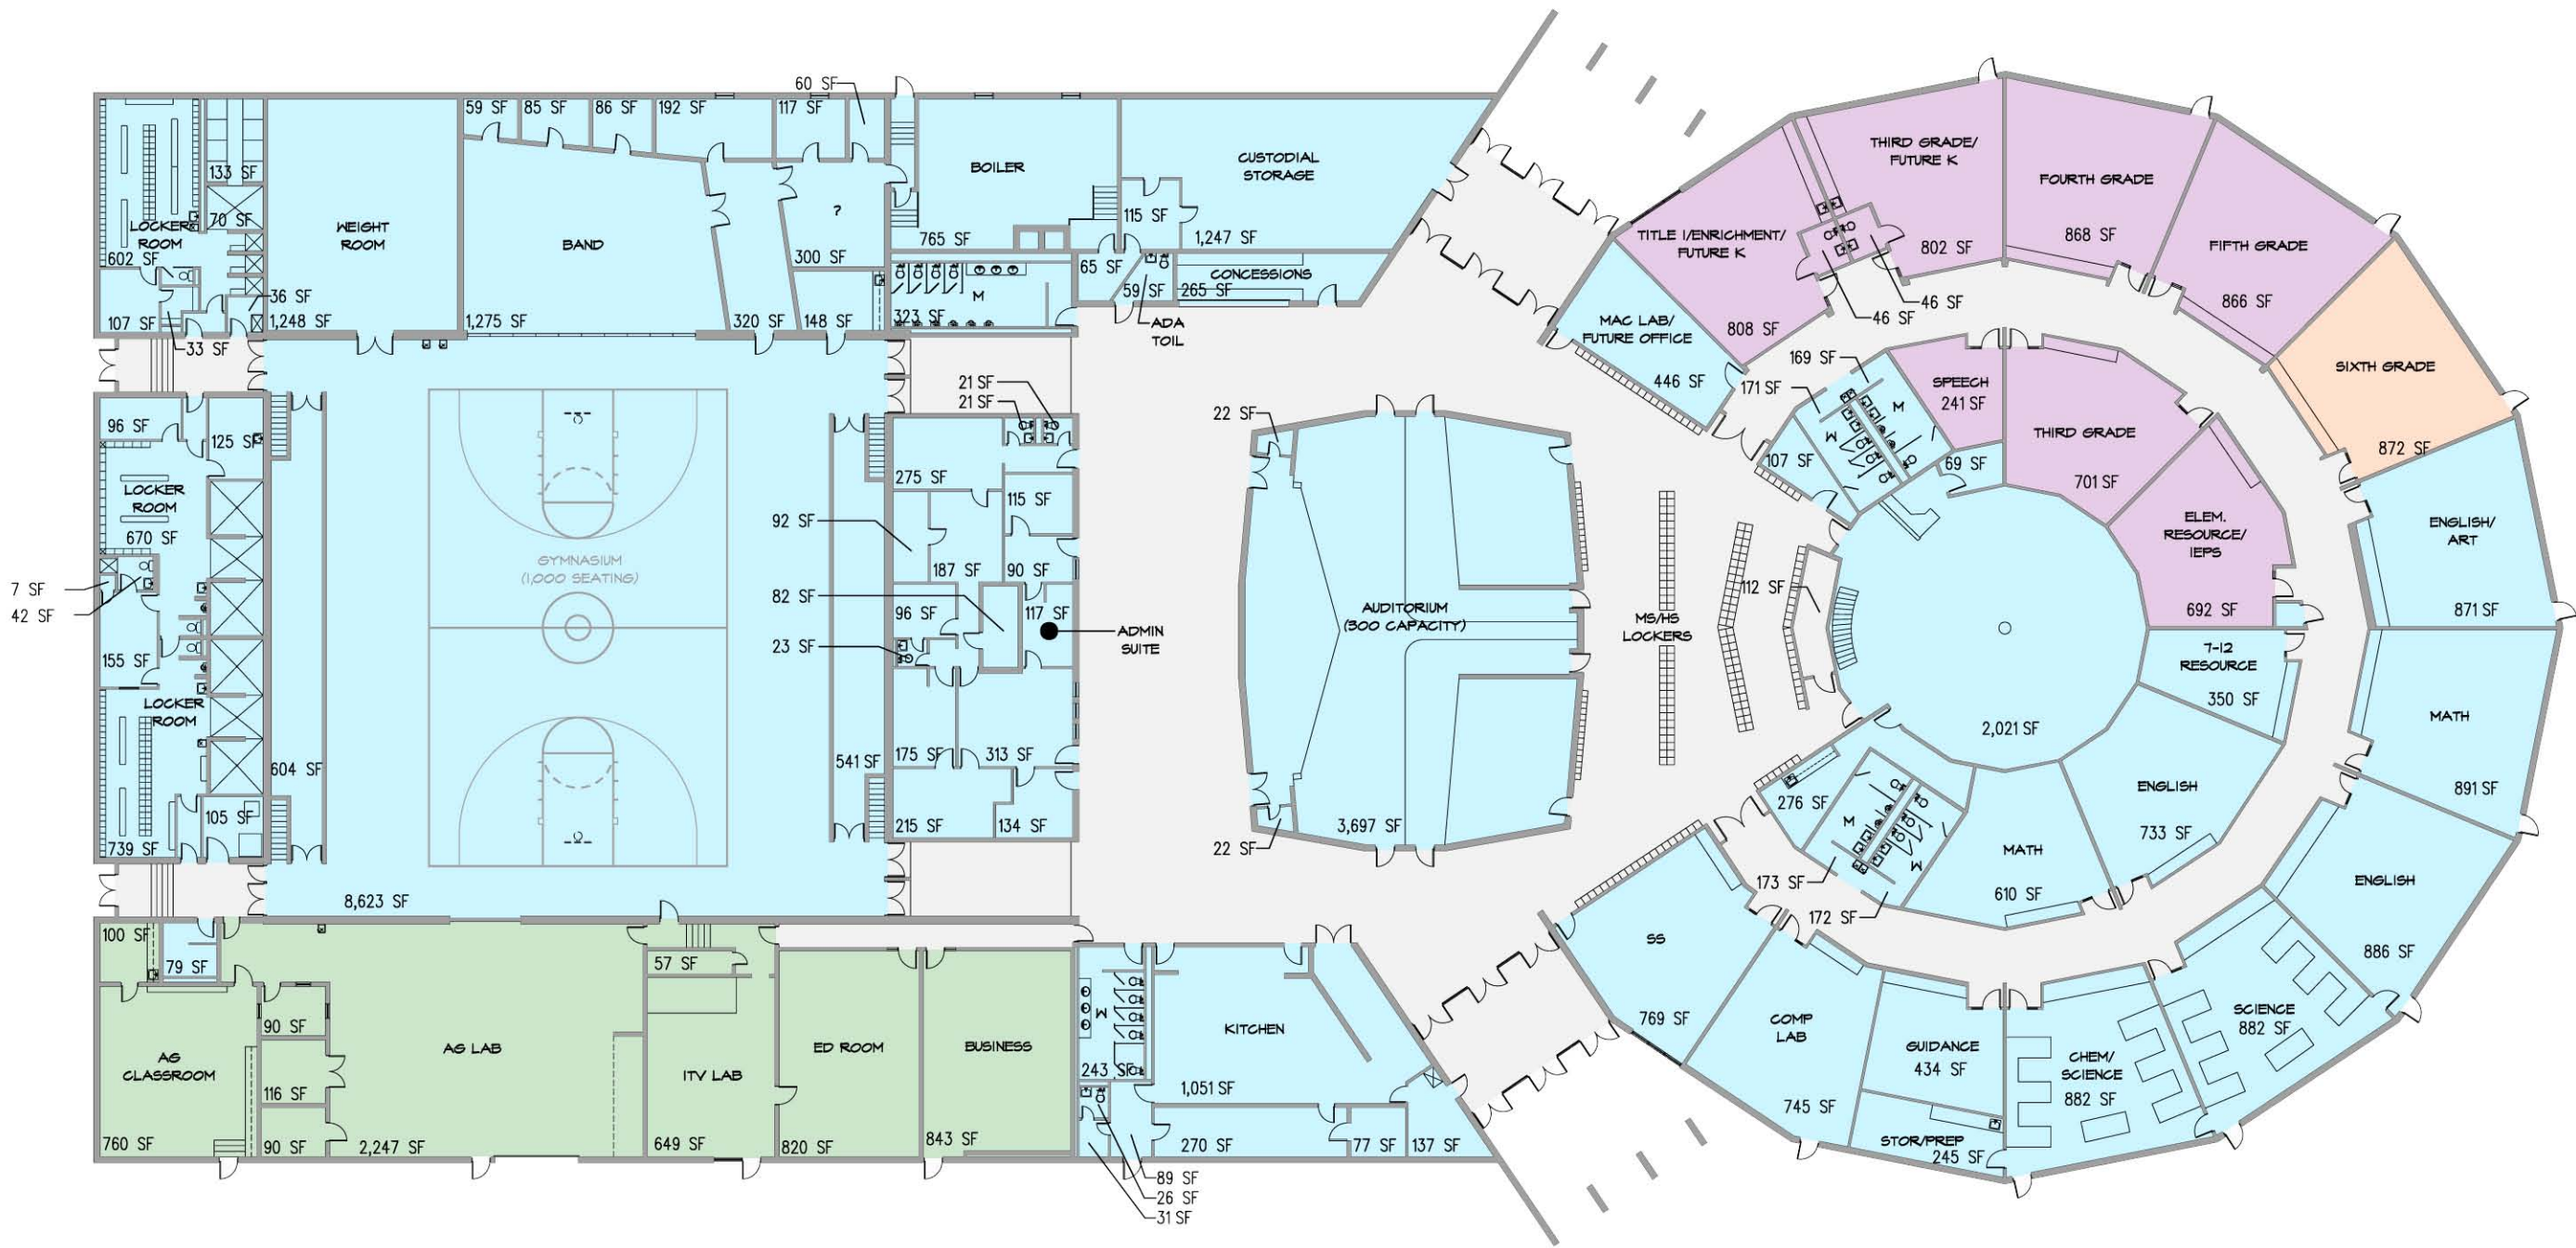 60 SF
59 SF
85 SF
86 SF
192 SF
117 SF
133 SF
70 SF
LOCKER
ROOM
602 SF
107 SF
36 SF
33 SF
WEIGHT
ROOM
1,248 SF
BAND
1,275 SF
320 SF
?
300 SF
148 SF
BOILER
765 SF
CUSTODIAL
STORAGE
115 SF
1,247 SF
65 SF
59 SF
CONCESSIONS
265 SF
M
323 SF
ADA
TOIL
96 SF
125 SF
LOCKER
ROOM
670 SF
7 SF
42 SF
155 SF
LOCKER
ROOM
105 SF
739 SF
604 SF
GYMNASIUM
(1,000 SEATING)
8,623 SF
541 SF
21 SF
21 SF
275 SF
115 SF
92 SF
187 SF
90 SF
82 SF
96 SF
117 SF
23 SF
ADMIN
SUITE
175 SF
313 SF
215 SF
134 SF
22 SF
AUDITORIUM
(300 CAPACITY)
3,697 SF
22 SF
MS/HS
LOCKERS
112 SF
100 SF
79 SF
AG
CLASSROOM
760 SF
90 SF
116 SF
90 SF
AG LAB
2,247 SF
57 SF
ITV LAB
649 SF
ED ROOM
820 SF
BUSINESS
843 SF
W
243 SF
KITCHEN
1,051 SF
270 SF
77 SF
137 SF
89 SF
26 SF
31 SF
THIRD GRADE/
FUTURE K
802 SF
FOURTH GRADE
868 SF
FIFTH GRADE
866 SF
TITLE I/ENRICHMENT/
FUTURE K
808 SF
46 SF
46 SF
MAC LAB/
FUTURE OFFICE
446 SF
SIXTH GRADE
872 SF
169 SF
171 SF
M
W
107 SF
69 SF
SPEECH
241 SF
THIRD GRADE
701 SF
ELEM.
RESOURCE/
IEPS
692 SF
ENGLISH/
ART
871 SF
7-12
RESOURCE
350 SF
2,021 SF
MATH
891 SF
ENGLISH
733 SF
276 SF
M
W
173 SF
172 SF
MATH
610 SF
ENGLISH
886 SF
SS
769 SF
COMP
LAB
745 SF
GUIDANCE
434 SF
STOR/PREP
245 SF
CHEM/
SCIENCE
882 SF
SCIENCE
882 SF